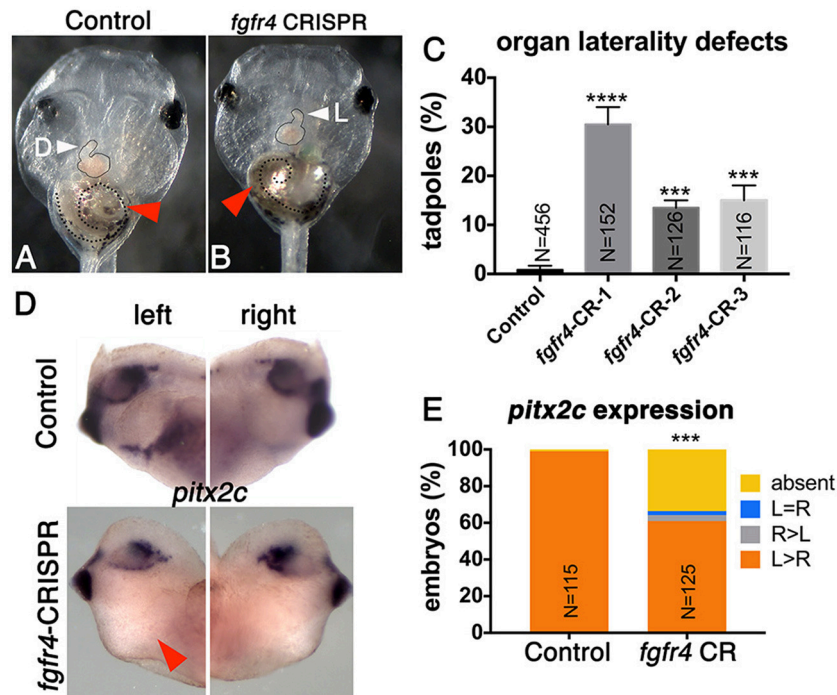 Control
fgfr4 CRISPR
D
L
A
B
C
organ laterality defects
tadpoles (%)
40
30
20
10
0
****
***
***
N=456
N=152
N=126
N=116
Control
fgfr4-CR-1
fgfr4-CR-2
fgfr4-CR-3
D
left
right
Control
pitx2c
fgfr4-CRISPR
E
pitx2c expression
embryos (%)
100
80
60
40
20
0
***
N=115
N=125
Control
fgfr4 CR
absent
L=R
R>L
L>R